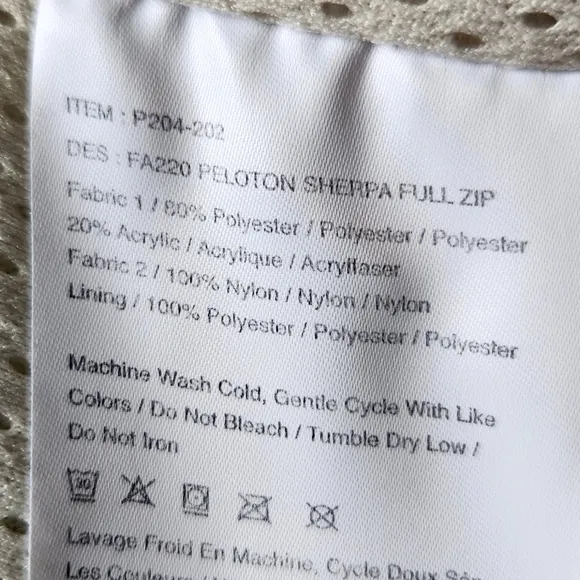 ITEM : P204-202
DES : FA220 PELOTON SHERPA FULL ZIP
Fabric 1 / 80% Polyester / Polyester / Polyester
20% Acrylic / Acrylique / Acrylfaser
Fabric 2 / 100% Nylon / Nylon / Nylon
Lining / 100% Polyester / Polyester / Polyester
Machine Wash Cold, Gentle Cycle With Like
Colors / Do Not Bleach / Tumble Dry Low /
Do Not Iron
30
Lavage Froid En Machine, Cycle Doux
Les Couleurs /